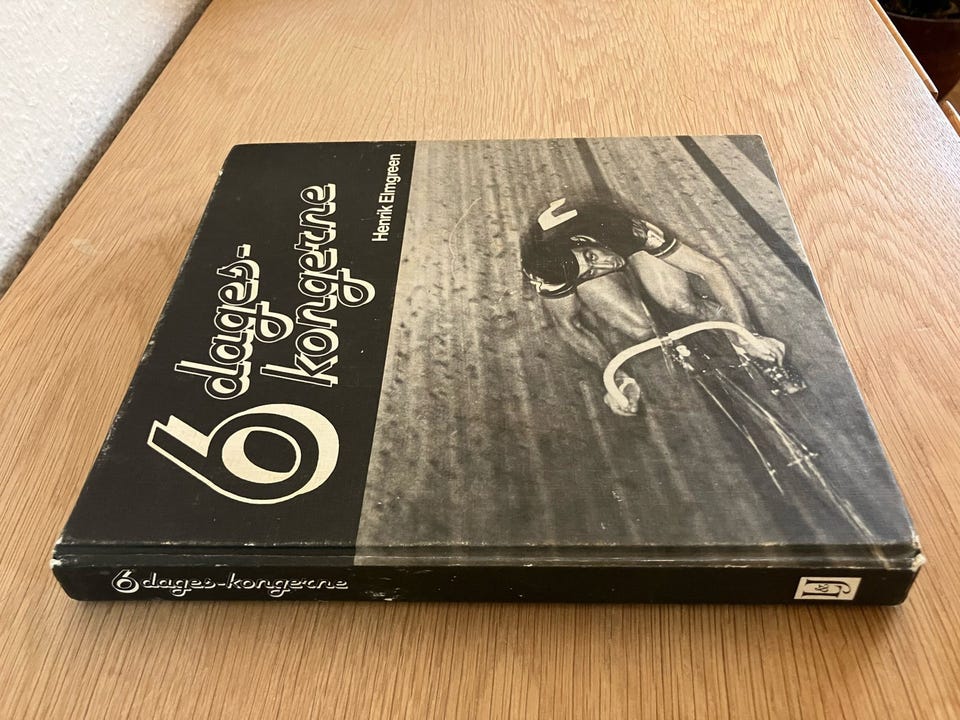 6 dages-
kongerne
Henrik Elmgreen
6 dages-kongerne